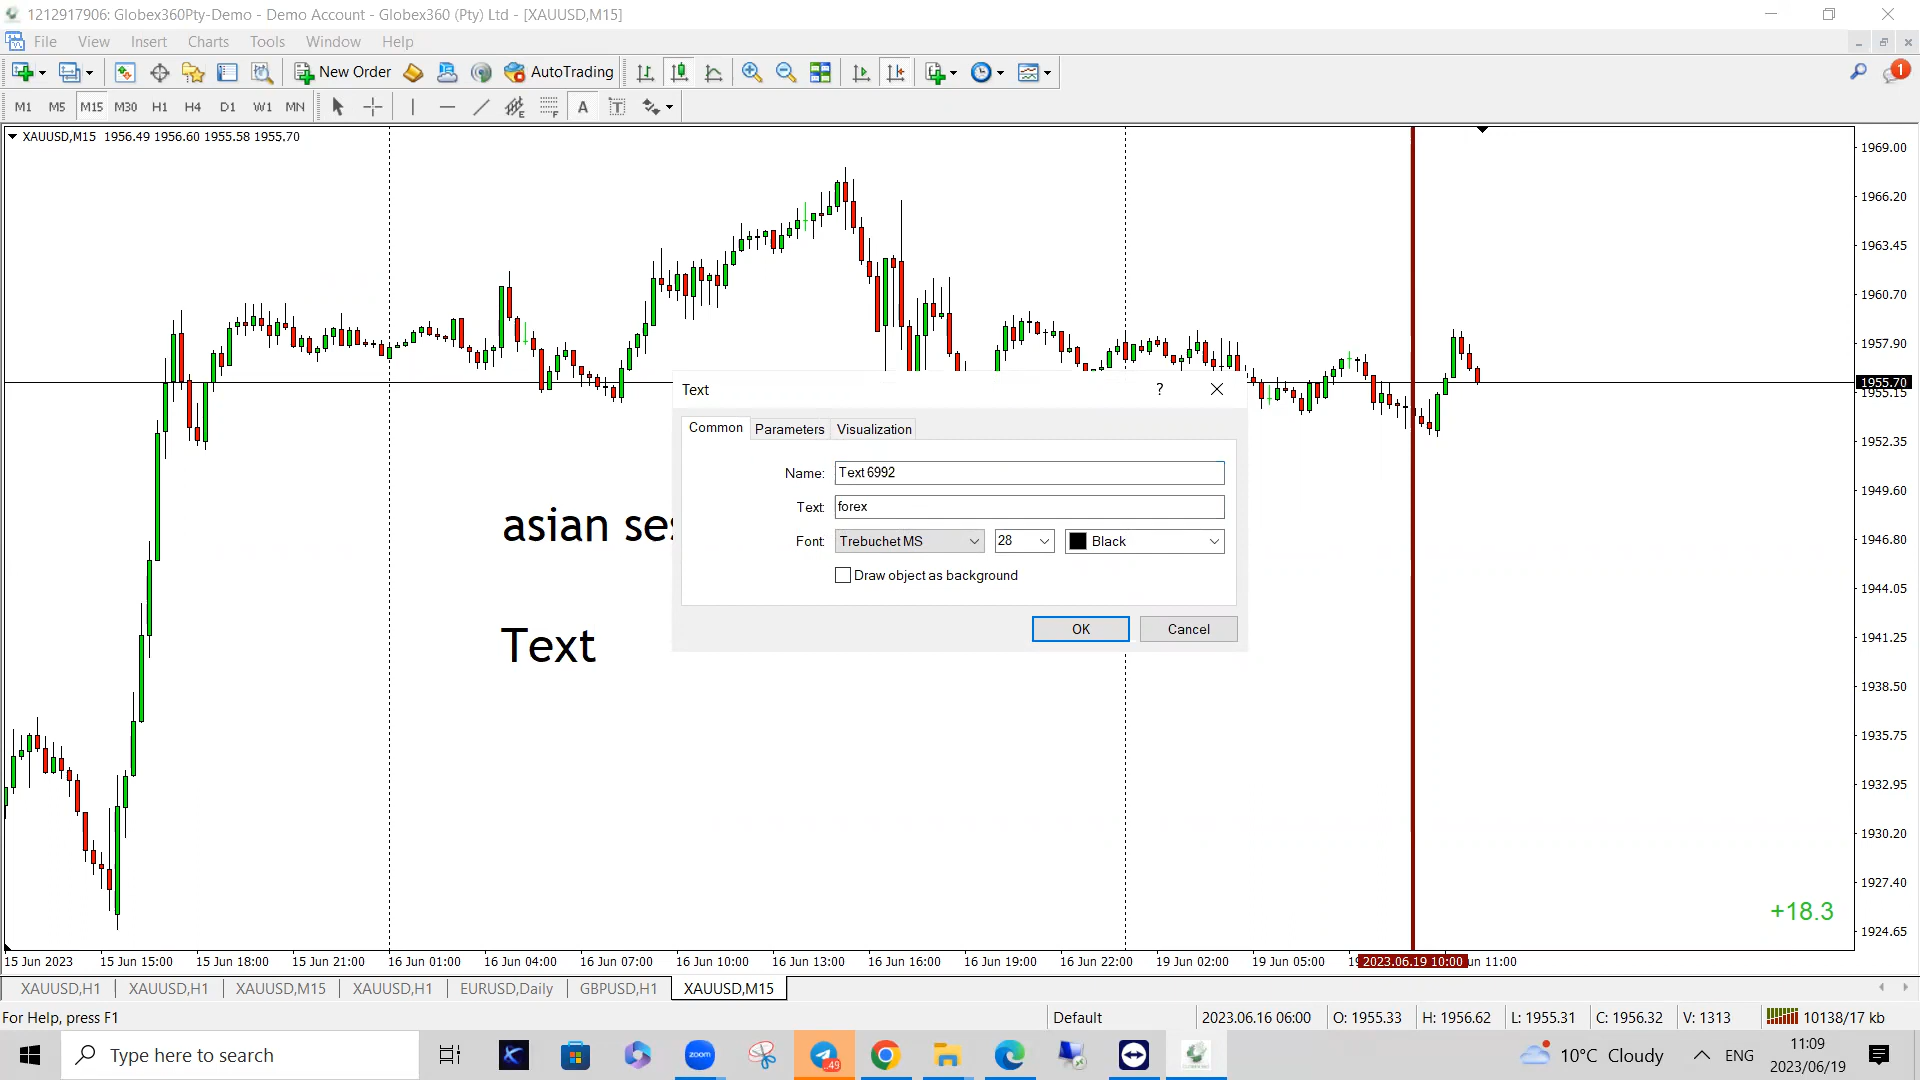 1212917906: Globex360Pty-Demo - Demo Account - Globex360 (Pty) Ltd - [XAUUSD,M15]
File View Insert Charts Tools Window Help
New Order AutoTrading 1
M1 M5 M15 M30 H1 H4 D1 W1 MN E F A T
XAUUSD,M15 1956.49 1956.60 1955.58 1955.70
1969.00
1966.20
1963.45
1960.70
1957.90
1955.70
1955.15
1952.35
1949.60
1946.80
1944.05
1941.25
1938.50
1935.75
1932.95
1930.20
1927.40
1924.65
Text ?
Common Parameters Visualization
Name: Text 6992
Text: forex
Font: Trebuchet MS 28 Black
Draw object as background
OK Cancel
asian ses
Text
+18.3
15 Jun 2023 15 Jun 15:00 15 Jun 18:00 15 Jun 21:00 16 Jun 01:00 16 Jun 04:00 16 Jun 07:00 16 Jun 10:00 16 Jun 13:00 16 Jun 16:00 16 Jun 19:00 16 Jun 22:00 19 Jun 02:00 19 Jun 05:00 19 2023.06.19 10:00 un 11:00
XAUUSD,H1 XAUUSD,H1 XAUUSD,M15 XAUUSD,H1 EURUSD,Daily GBPUSD,H1 XAUUSD,M15
For Help, press F1 Default 2023.06.16 06:00 O: 1955.33 H: 1956.62 L: 1955.31 C: 1956.32 V: 1313 10138/17 kb
Type here to search zoom 49 10°C Cloudy ENG 11:09
2023/06/19